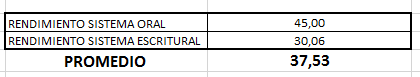 RENDIMIENTO SISTEMA ORAL 45,00
RENDIMIENTO SISTEMA ESCRITURAL 30,06
PROMEDIO 37,53